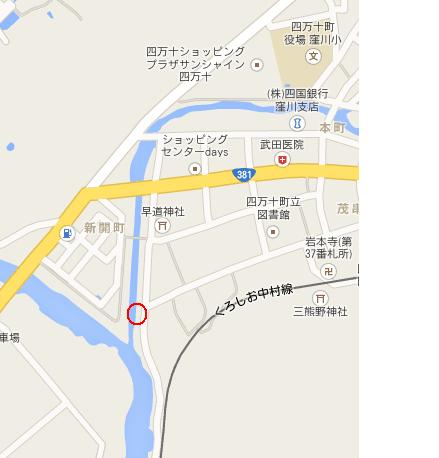 四万十町
役場 窪川小
文
四万十ショッピング
プラザサンシャイン
四万十
(株)四国銀行
窪川支店
本町
ショッピング
センターdays
武田医院
381
四万十町立
図書館
早道神社
茂串
新開町
岩本寺(第
37番札所)
くろしお中村線
三熊野神社
車場